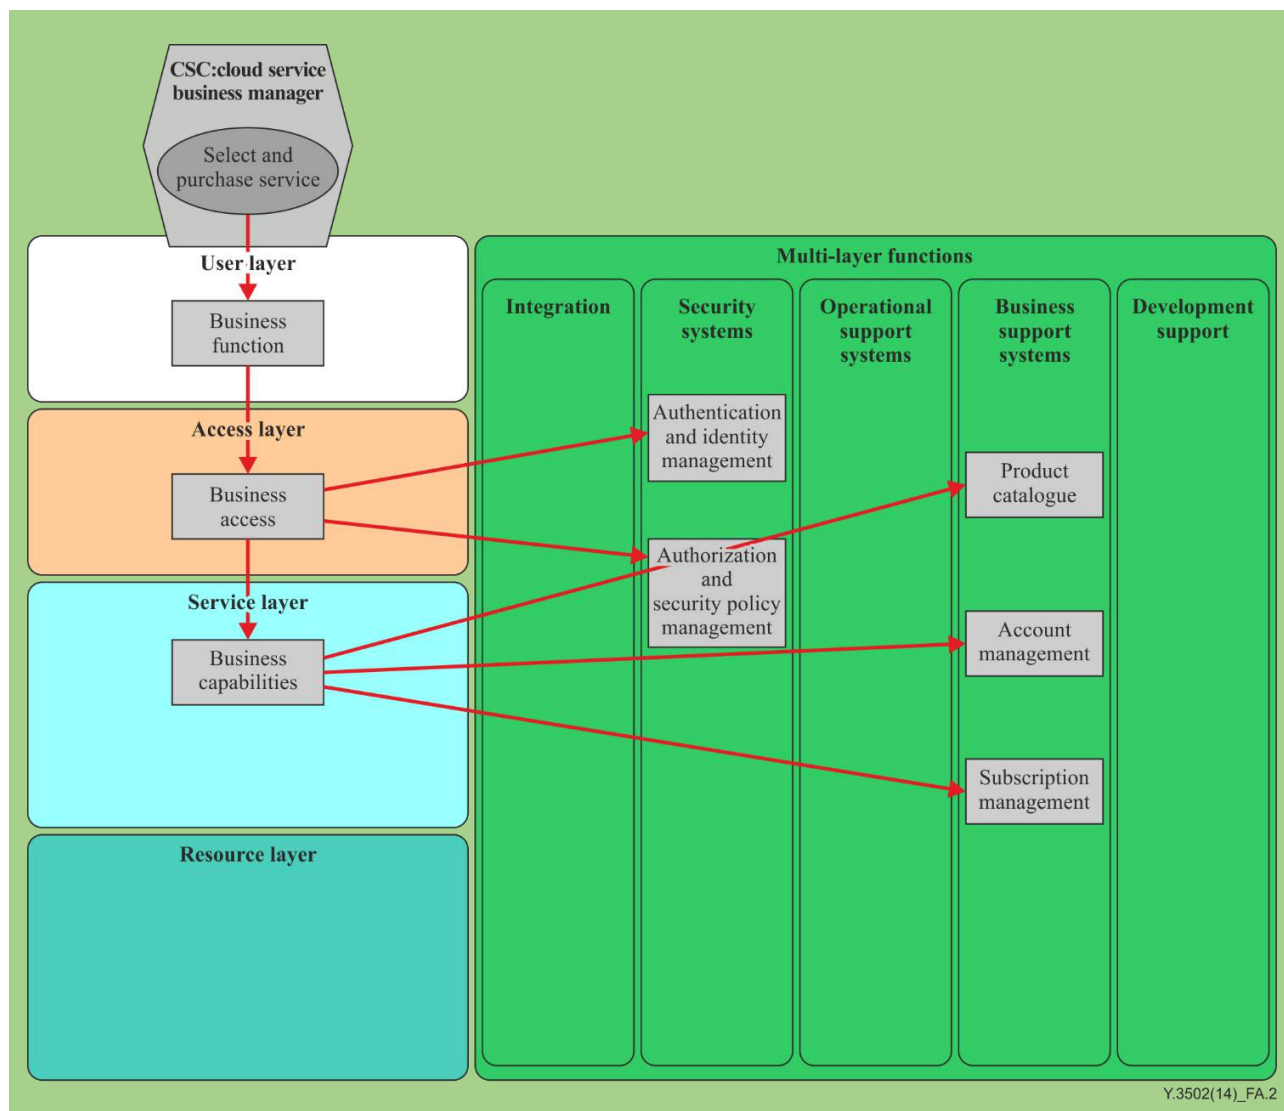 CSC:cloud service
business manager
Select and
purchase service
User layer
Business
function
Access layer
Business
access
Service layer
Business
capabilities
Resource layer
Multi-layer functions
Integration
Security
systems
Operational
support
systems
Business
support
systems
Development
support
Authentication
and identity
management
Authorization
and
security policy
management
Product
catalogue
Account
management
Subscription
management
Y.3502(14)_FA.2